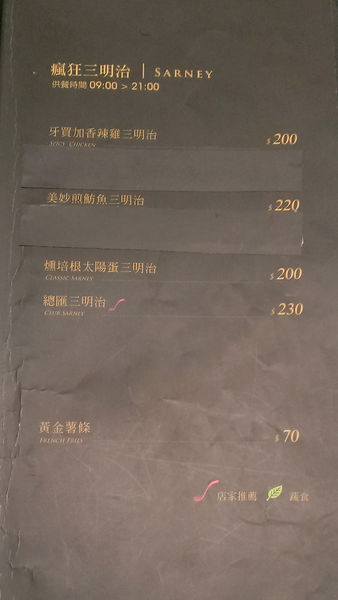 瘋狂三明治 | SARNEY
供餐時間 09:00 > 21:00
牙買加香辣雞三明治 $ 200
SPICY CHICKEN
美妙煎魴魚三明治 $ 220
燻培根太陽蛋三明治 $ 200
CLASSIC SARNEY
總匯三明治 $ 230
CLUB SARNEY
黃金薯條 $ 70
FRENCH FRIES
店家推薦 蔬食